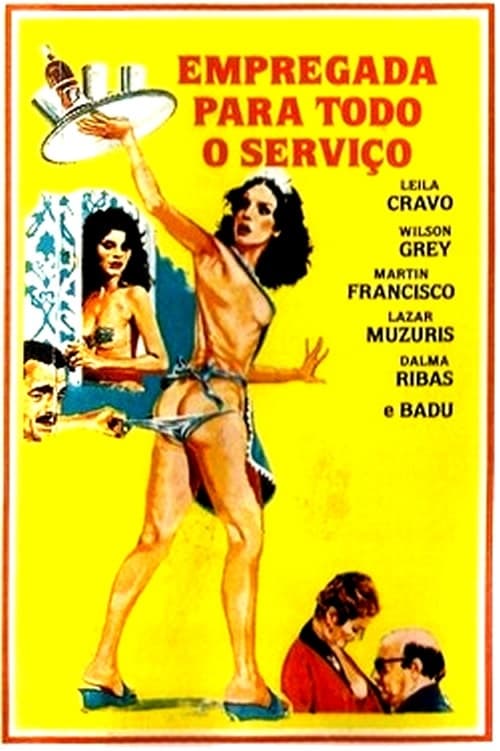 EMPREGADA
PARA TODO
O SERVIÇO
LEILA
CRAVO
WILSON
GREY
MARTIN
FRANCISCO
LAZAR
MUZURIS
DALMA
RIBAS
e BADU